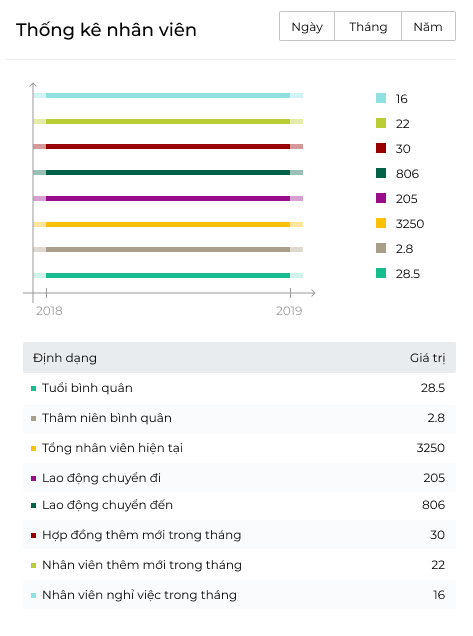 Thống kê nhân viên
Ngày Tháng Năm
16
22
30
806
205
3250
2.8
28.5
2018 2019
Định dạng Giá trị
Tuổi bình quân 28.5
Thâm niên bình quân 2.8
Tổng nhân viên hiện tại 3250
Lao động chuyển đi 205
Lao động chuyển đến 806
Hợp đồng thêm mới trong tháng 30
Nhân viên thêm mới trong tháng 22
Nhân viên nghỉ việc trong tháng 16